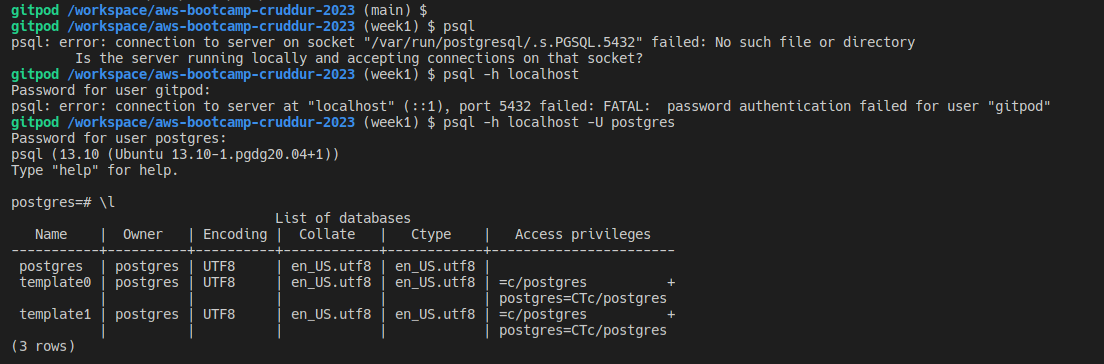 gitpod /workspace/aws-bootcamp-cruddur-2023 (main) $
gitpod /workspace/aws-bootcamp-cruddur-2023 (week1) $ psql
psql: error: connection to server on socket "/var/run/postgresql/.s.PGSQL.5432" failed: No such file or directory
        Is the server running locally and accepting connections on that socket?
gitpod /workspace/aws-bootcamp-cruddur-2023 (week1) $ psql -h localhost
Password for user gitpod:
psql: error: connection to server at "localhost" (::1), port 5432 failed: FATAL:  password authentication failed for user "gitpod"
gitpod /workspace/aws-bootcamp-cruddur-2023 (week1) $ psql -h localhost -U postgres
Password for user postgres:
psql (13.10 (Ubuntu 13.10-1.pgdg20.04+1))
Type "help" for help.

postgres=# \l
                                 List of databases
   Name    |  Owner   | Encoding |  Collate   |   Ctype    |   Access privileges
-----------+----------+----------+------------+------------+-----------------------
 postgres  | postgres | UTF8     | en_US.utf8 | en_US.utf8 |
 template0 | postgres | UTF8     | en_US.utf8 | en_US.utf8 | =c/postgres          +
           |          |          |            |            | postgres=CTc/postgres
 template1 | postgres | UTF8     | en_US.utf8 | en_US.utf8 | =c/postgres          +
           |          |          |            |            | postgres=CTc/postgres
(3 rows)